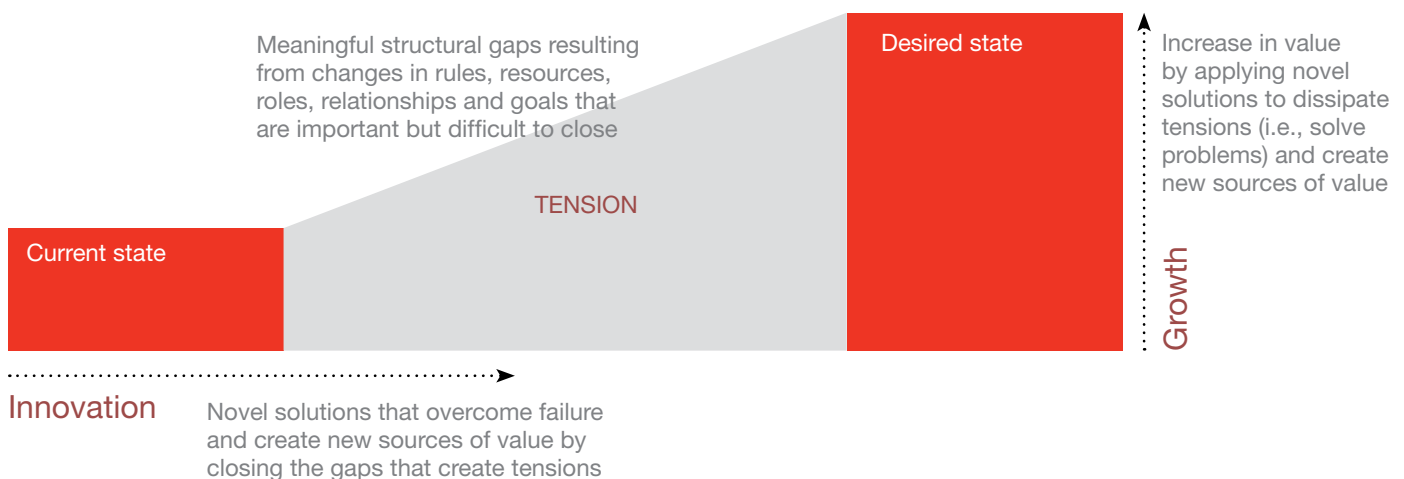 Meaningful structural gaps resulting
from changes in rules, resources,
roles, relationships and goals that
are important but difficult to close
Desired state
Increase in value
by applying novel
solutions to dissipate
tensions (i.e., solve
problems) and create
new sources of value
TENSION
Current state
Growth
Innovation
Novel solutions that overcome failure
and create new sources of value by
closing the gaps that create tensions